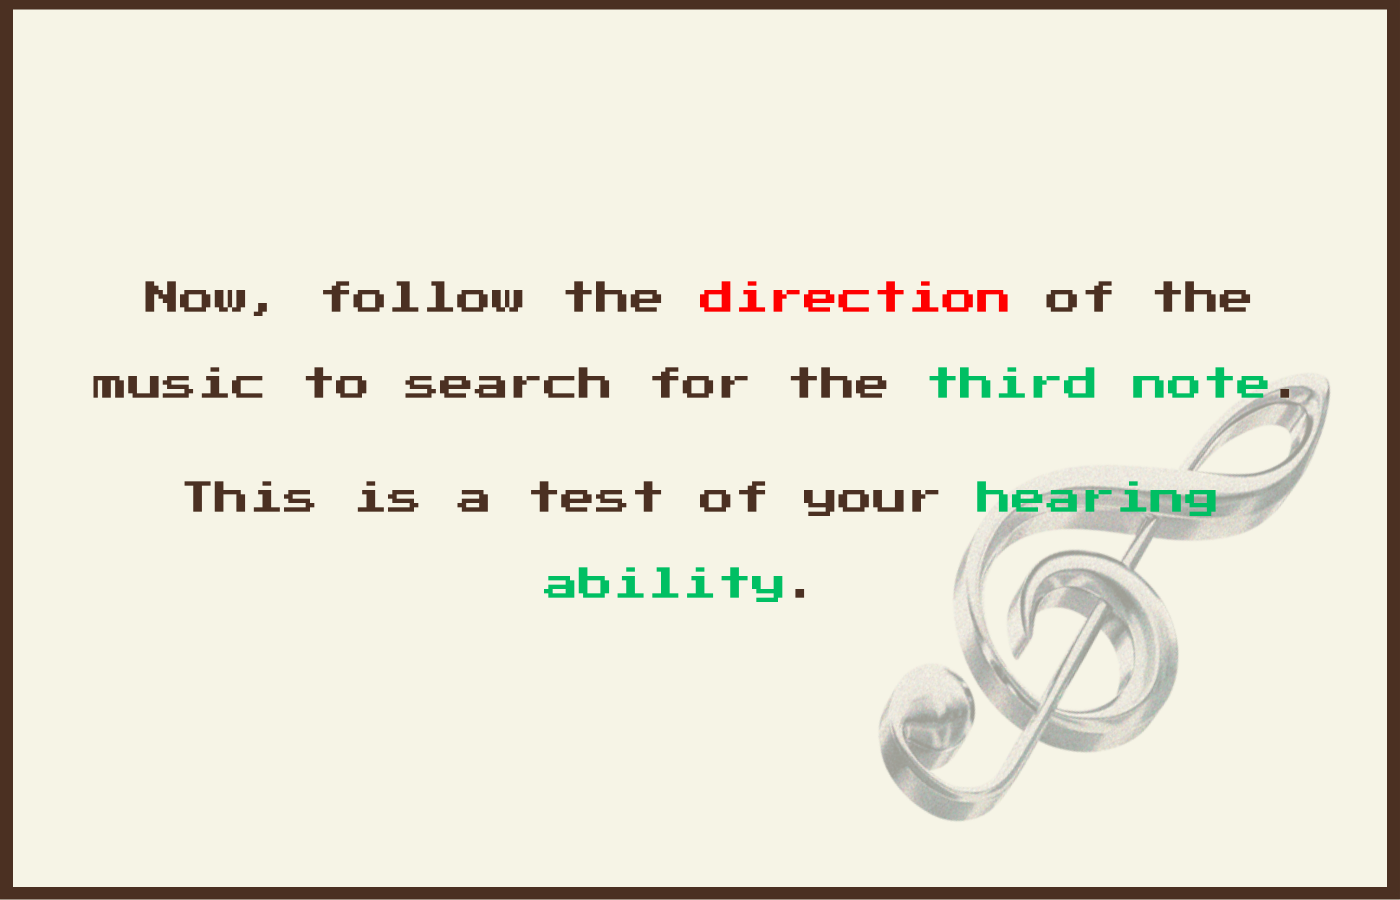 Now, follow the direction of the
music to search for the third note.
This is a test of your hearing
ability.